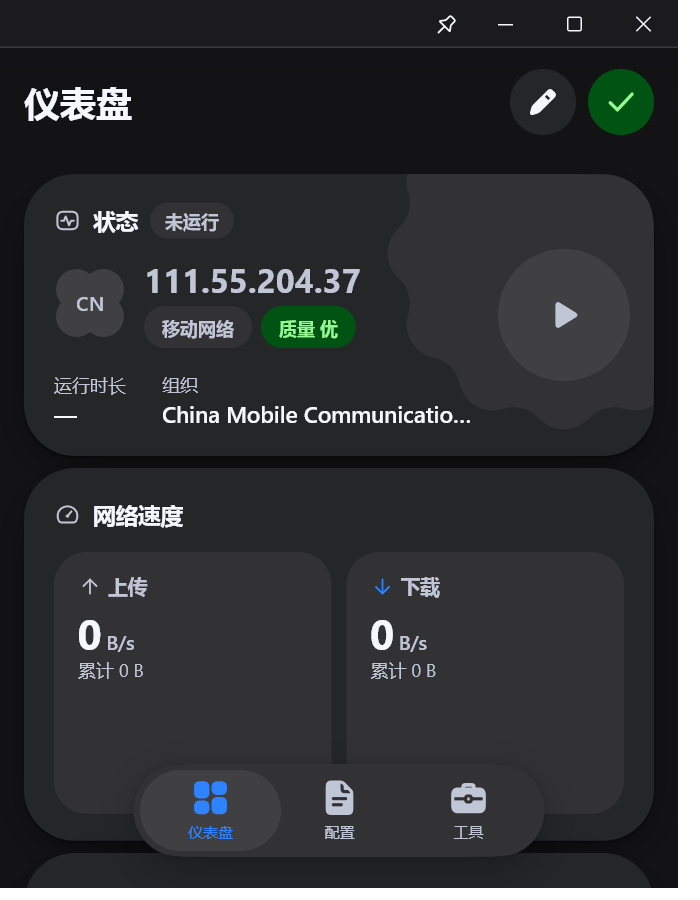 仪表盘
状态 未运行
CN
111.55.204.37
移动网络 质量 优
运行时长 组织
— China Mobile Communicatio...
网络速度
上传 下载
0 B/s 0 B/s
累计 0 B 累计 0 B
仪表盘 配置 工具